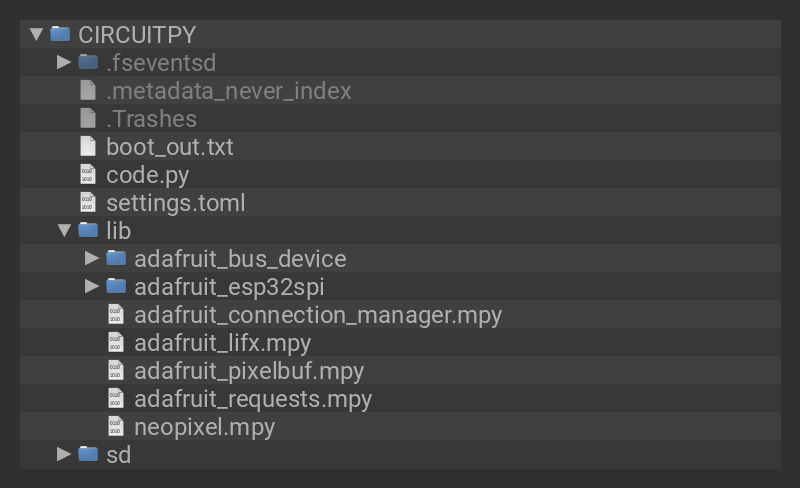 CIRCUITPY
.fseventsd
.metadata_never_index
.Trashes
boot_out.txt
code.py
settings.toml
lib
adafruit_bus_device
adafruit_esp32spi
adafruit_connection_manager.mpy
adafruit_lifx.mpy
adafruit_pixelbuf.mpy
adafruit_requests.mpy
neopixel.mpy
sd